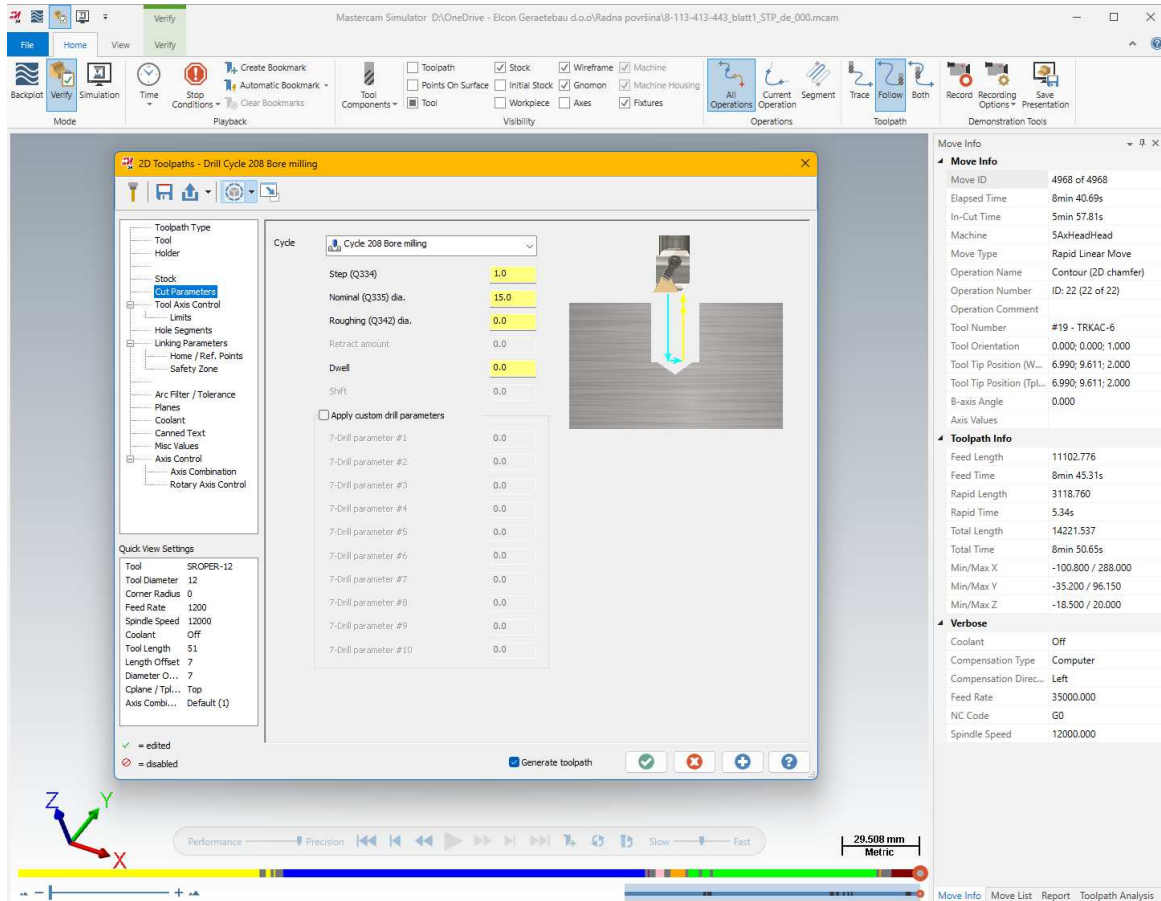 Verify
Mastercam Simulator D:\OneDrive - Elcon Geraetebau d.o.o\Radna površina\8-113-413-443_blatt1_STP_de_000.mcam
File Home View Verify
Backplot Verify Simulation
Mode
Time
Stop Conditions
Create Bookmark
Automatic Bookmark
Clear Bookmarks
Playback
Tool Components
Toolpath Stock Wireframe Machine
Points On Surface Initial Stock Gnomon Machine Housing
Tool Workpiece Axes Fixtures
Visibility
All Operations Current Operation Segment
Operations
Trace Follow Both
Toolpath
Record Recording Options Save Presentation
Demonstration Tools
2D Toolpaths - Drill Cycle 208 Bore milling
Toolpath Type
Tool
Holder
Stock
Cut Parameters
Tool Axis Control
Limits
Hole Segments
Linking Parameters
Home / Ref. Points
Safety Zone
Arc Filter / Tolerance
Planes
Coolant
Canned Text
Misc Values
Axis Control
Axis Combination
Rotary Axis Control
Quick View Settings
Tool SROPER-12
Tool Diameter 12
Corner Radius 0
Feed Rate 1200
Spindle Speed 12000
Coolant Off
Tool Length 51
Length Offset 7
Diameter O... 7
Cplane / Tpl... Top
Axis Combi... Default (1)
= edited
= disabled
Cycle Cycle 208 Bore milling
Step (Q334) 1.0
Nominal (Q335) dia. 15.0
Roughing (Q342) dia. 0.0
Retract amount 0.0
Dwell 0.0
Shift 0.0
Apply custom drill parameters
7-Drill parameter #1 0.0
7-Drill parameter #2 0.0
7-Drill parameter #3 0.0
7-Drill parameter #4 0.0
7-Drill parameter #5 0.0
7-Drill parameter #6 0.0
7-Drill parameter #7 0.0
7-Drill parameter #8 0.0
7-Drill parameter #9 0.0
7-Drill parameter #10 0.0
Generate toolpath
Move Info
Move Info
Move ID 4968 of 4968
Elapsed Time 8min 40.69s
In-Cut Time 5min 57.81s
Machine 5AxHeadHead
Move Type Rapid Linear Move
Operation Name Contour (2D chamfer)
Operation Number ID: 22 (22 of 22)
Operation Comment
Tool Number #19 - TRKAC-6
Tool Orientation 0.000; 0.000; 1.000
Tool Tip Position (W... 6.990; 9.611; 2.000
Tool Tip Position (Tpl... 6.990; 9.611; 2.000
B-axis Angle 0.000
Axis Values
Toolpath Info
Feed Length 11102.776
Feed Time 8min 45.31s
Rapid Length 3118.760
Rapid Time 5.34s
Total Length 14221.537
Total Time 8min 50.65s
Min/Max X -100.800 / 288.000
Min/Max Y -35.200 / 96.150
Min/Max Z -18.500 / 20.000
Verbose
Coolant Off
Compensation Type Computer
Compensation Direc... Left
Feed Rate 35000.000
NC Code G0
Spindle Speed 12000.000
Z Y
X
Performance Precision Slow Fast
29.508 mm
Metric
Move Info Move List Report Toolpath Analysis